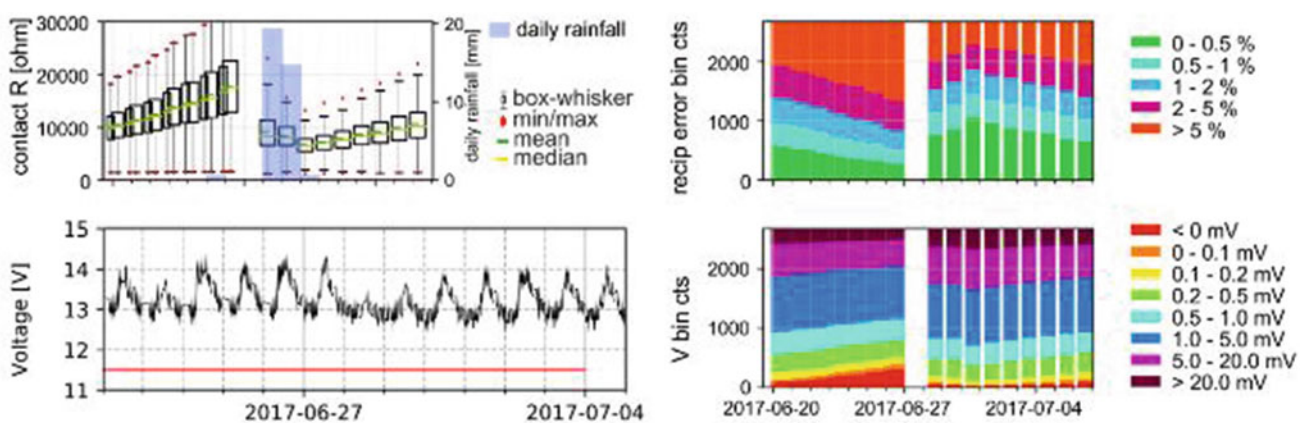 contact R [ohm]
30000
20000
10000
0
20
10
0
daily rainfall [mm]
daily rainfall
box-whisker
min/max
mean
median
recip error bin cts
2000
1000
0
0 - 0.5 %
0.5 - 1 %
1 - 2 %
2 - 5 %
> 5 %
Voltage [V]
15
14
13
12
11
2017-06-27
2017-07-04
V bin cts
2000
1000
0
2017-06-20
2017-06-27
2017-07-04
< 0 mV
0 - 0.1 mV
0.1 - 0.2 mV
0.2 - 0.5 mV
0.5 - 1.0 mV
1.0 - 5.0 mV
5.0 - 20.0 mV
> 20.0 mV